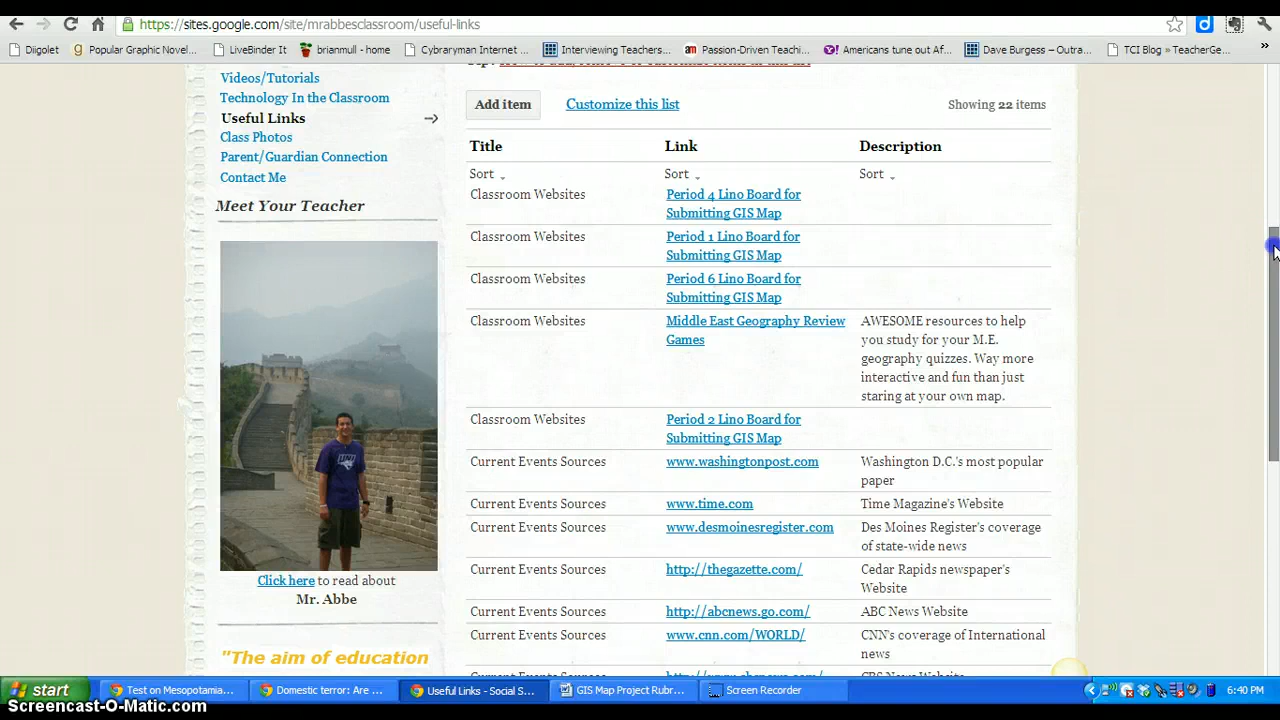 https://sites.google.com/site/mrabbesclassroom/useful-links
Diigolet
Popular Graphic Novel...
LiveBinder It
brianmull - home
Cybraryman Internet ...
Interviewing Teachers...
Passion-Driven Teachi...
Americans out Af...
Dave Burgess – Outra...
TCI Blog » TeacherGe...
Videos/Tutorials
Technology In the Classroom
Useful Links
Class Photos
Parent/Guardian Connection
Contact Me
Meet Your Teacher
Click here to read about
Mr. Abbe
"The aim of education
Add item Customize this list Showing 22 items
Title Link Description
Sort Sort Sort
Classroom Websites Period 4 Lino Board for
Submitting GIS Map
Classroom Websites Period 1 Lino Board for
Submitting GIS Map
Classroom Websites Period 6 Lino Board for
Submitting GIS Map
Classroom Websites Middle East Geography Review AWESOME resources to help
Games you study for your M.E.
geography quizzes. Way more
interactive and fun than just
staring at your own map.
Classroom Websites Period 2 Lino Board for
Submitting GIS Map
Current Events Sources www.washingtonpost.com Washington D.C.'s most popular
paper
Current Events Sources www.time.com Time Magazine's Website
Current Events Sources www.desmoinesregister.com Des Moines Register's coverage
of state-wide news
Current Events Sources http://thegazette.com/ Cedar Rapids newspaper's
Website
Current Events Sources http://abcnews.go.com/ ABC News Website
Current Events Sources www.cnn.com/WORLD/ CNN's coverage of International
news
start
Test on Mesopotamia...
Domestic terror: Are ...
Useful Links - Social S...
GIS Map Project Rubr...
Screen Recorder
6:40 PM
Screencast-O-Matic.com